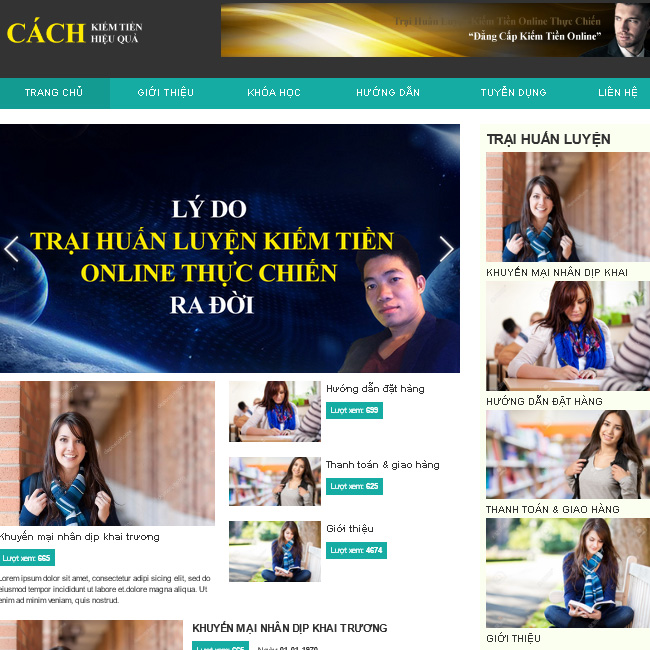 CÁCH KIẾM TIỀN
HIỆU QUẢ
Trại Huấn Luyện Kiếm Tiền Online Thực Chiến
“Đẳng Cấp Kiếm Tiền Online”
TRANG CHỦ GIỚI THIỆU KHÓA HỌC HƯỚNG DẪN TUYỂN DỤNG LIÊN HỆ
LÝ DO
TRẠI HUẤN LUYỆN KIẾM TIỀN
ONLINE THỰC CHIẾN
RA ĐỜI
Khuyến mại nhân dịp khai trương
Lượt xem: 665
Lorem ipsum dolor sit amet, consectetur adipi sicing elit, sed do
eiusmod tempor incididunt ut labore et.dolore magna aliqua. Ut
enim ad minim veniam, quis nostrud.
Hướng dẫn đặt hàng
Lượt xem: 699
Thanh toán & giao hàng
Lượt xem: 625
Giới thiệu
Lượt xem: 4674
KHUYẾN MẠI NHÂN DỊP KHAI TRƯƠNG
Lượt xem: 665 Ngày 01-01-1970
TRẠI HUẤN LUYỆN
KHUYẾN MẠI NHÂN DỊP KHAI
HƯỚNG DẪN ĐẶT HÀNG
THANH TOÁN & GIAO HÀNG
GIỚI THIỆU